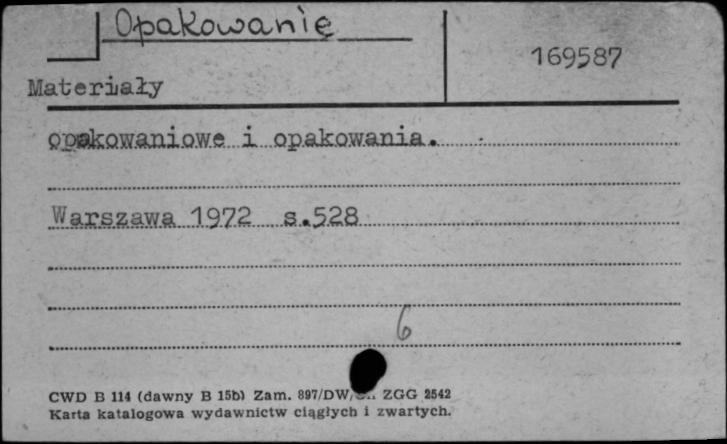 Opakowanie
169587
Materiały
opakowaniowe i opakowania.
Warszawa 1972 s.528
6
CWD B 114 (dawny B 15b) Zam. 897/DW/ ZGG 2542
Karta katalogowa wydawnictw ciągłych i zwartych.